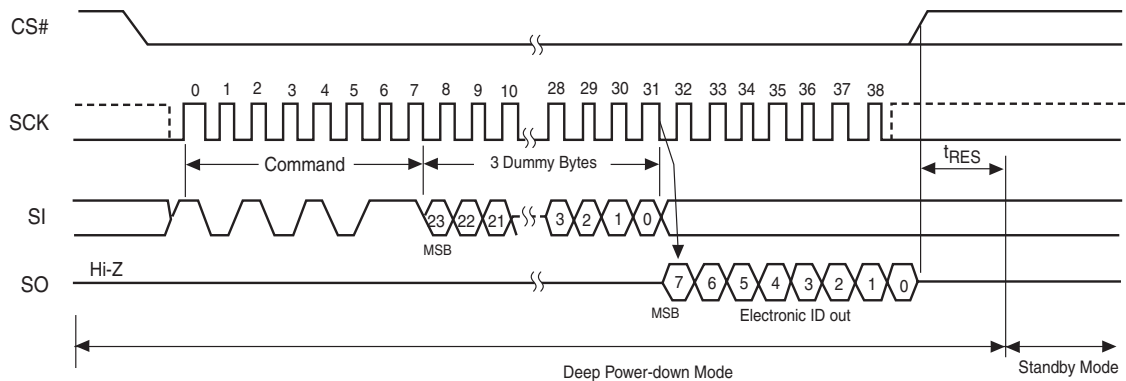 CS#
0 1 2 3 4 5 6 7 8 9 10 28 29 30 31 32 33 34 35 36 37 38
SCK
Command
3 Dummy Bytes
tRES
SI
23 22 21 3 2 1 0
MSB
Hi-Z
SO
7 6 5 4 3 2 1 0
MSB
Electronic ID out
Deep Power-down Mode
Standby Mode